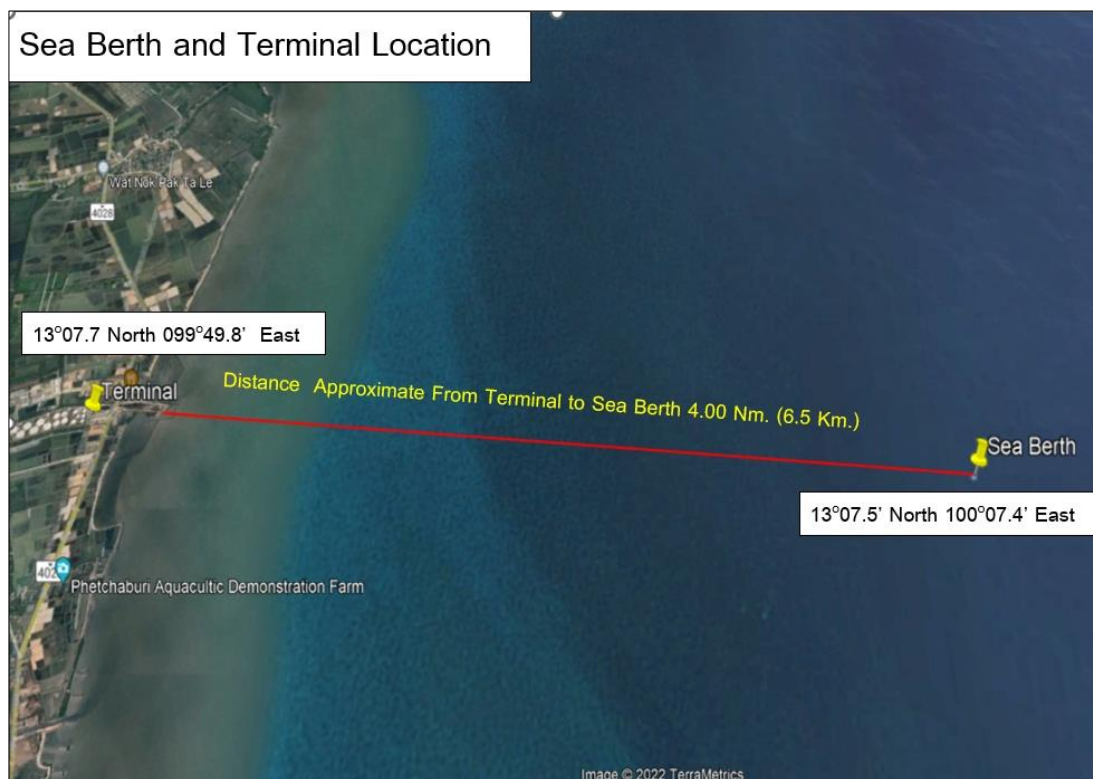 Sea Berth and Terminal Location
Wat Nok Pak Ta Le
4028
13°07.7 North 099°49.8' East
Terminal
Distance Approximate From Terminal to Sea Berth 4.00 Nm. (6.5 Km.)
Sea Berth
13°07.5' North 100°07.4' East
402
Phetchaburi Aquacultic Demonstration Farm
Image © 2022 TerraMetrics